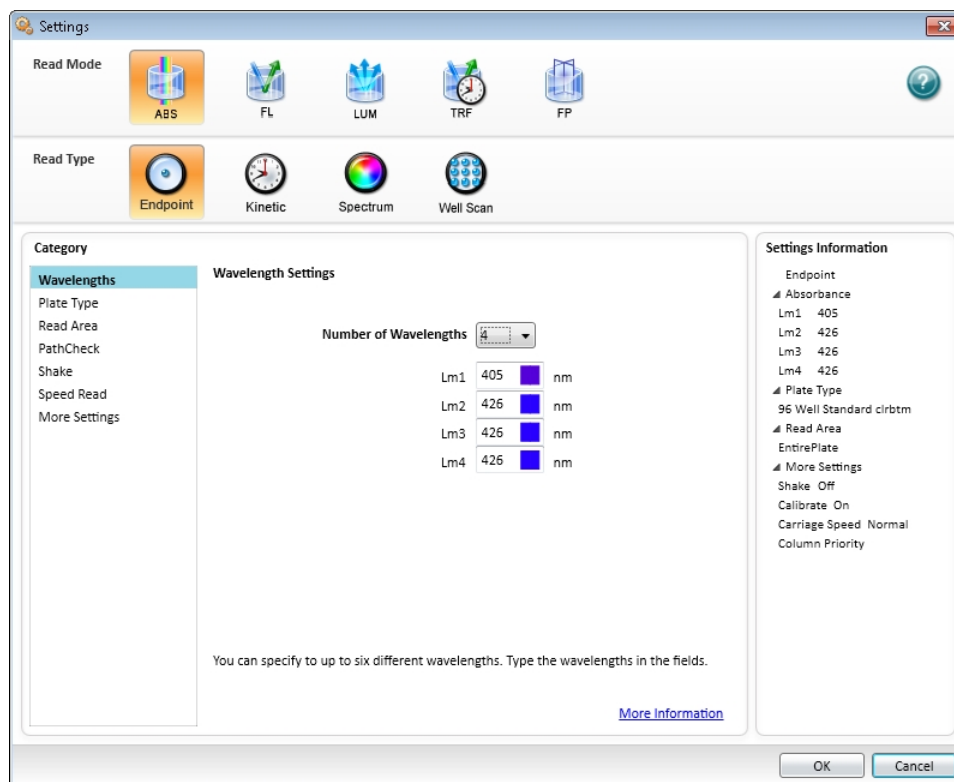 Settings
Read Mode
ABS
FL
LUM
TRF
FP
?
Read Type
Endpoint
Kinetic
Spectrum
Well Scan
Category
Wavelengths
Plate Type
Read Area
PathCheck
Shake
Speed Read
More Settings
Wavelength Settings
Number of Wavelengths 4
Lm1 405 nm
Lm2 426 nm
Lm3 426 nm
Lm4 426 nm
You can specify to up to six different wavelengths. Type the wavelengths in the fields.
More Information
Settings Information
Endpoint
Absorbance
Lm1 405
Lm2 426
Lm3 426
Lm4 426
Plate Type
96 Well Standard clrbtm
Read Area
EntirePlate
More Settings
Shake Off
Calibrate On
Carriage Speed Normal
Column Priority
OK
Cancel